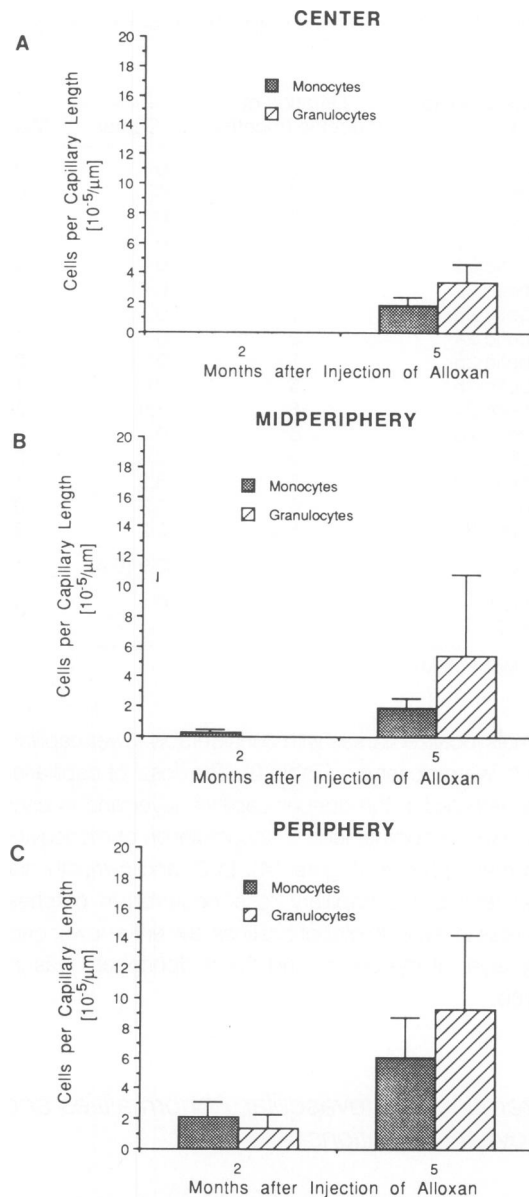 CENTER
A
20
18
16
14
12
10
8
6
4
2
0
Cells per Capillary Length
[10-5/µm]
Monocytes
Granulocytes
2 5
Months after Injection of Alloxan
MIDPERIPHERY
B
20
18
16
14
12
10
8
6
4
2
0
Cells per Capillary Length
[10-5/µm]
Monocytes
Granulocytes
2 5
Months after Injection of Alloxan
PERIPHERY
C
20
18
16
14
12
10
8
6
4
2
0
Cells per Capillary Length
[10-5/µm]
Monocytes
Granulocytes
2 5
Months after Injection of Alloxan